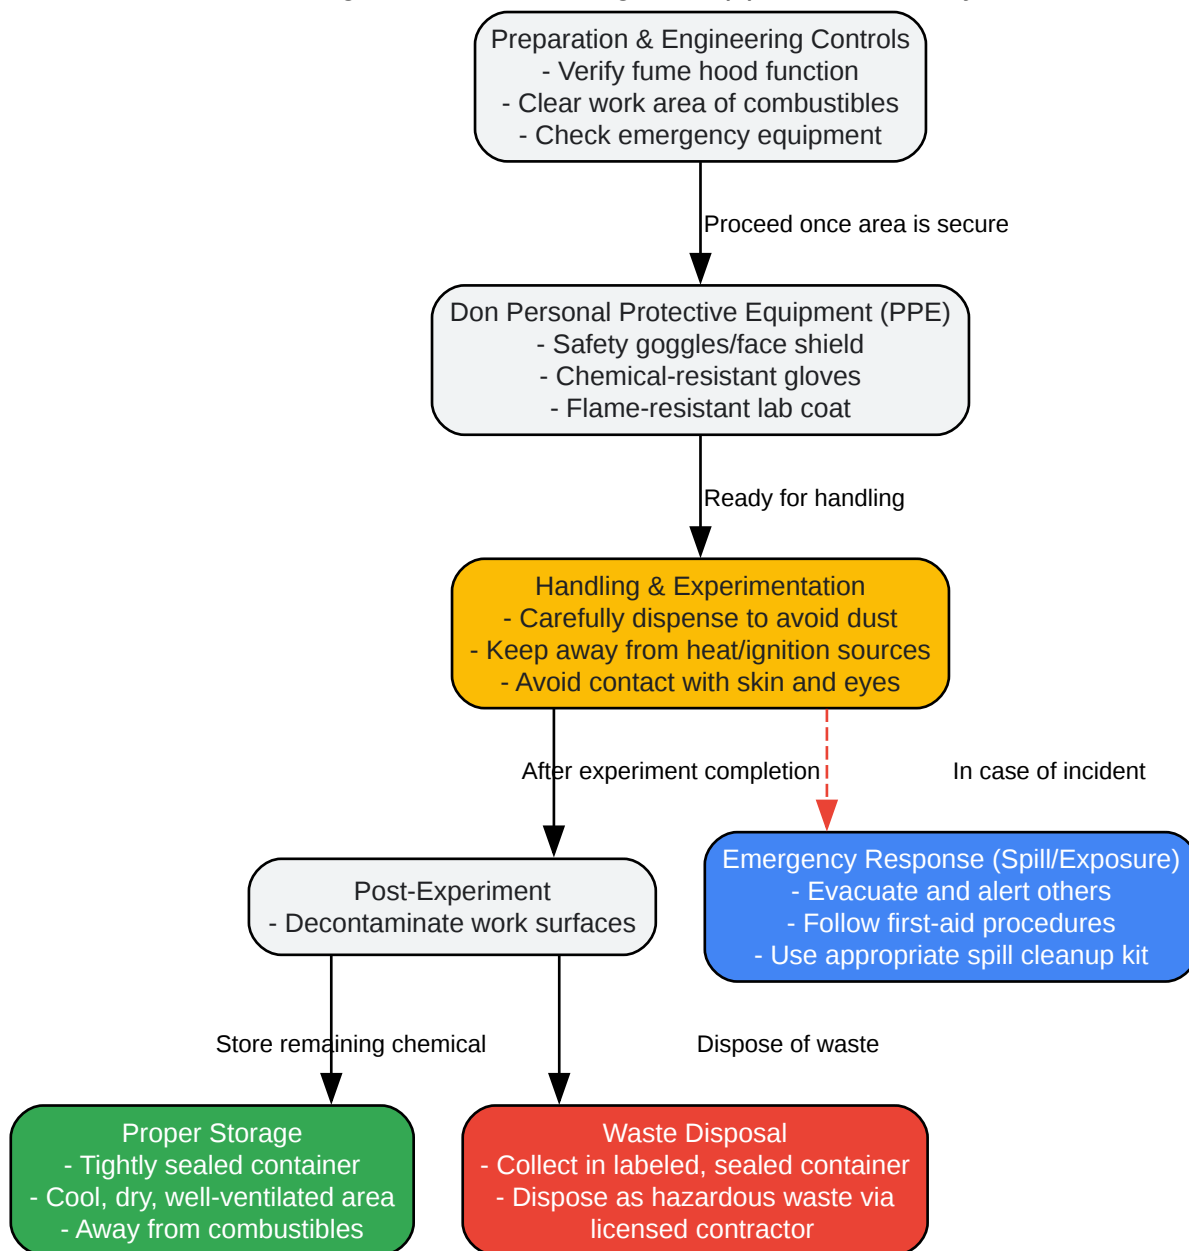 Preparation & Engineering Controls
- Verify fume hood function
- Clear work area of combustibles
- Check emergency equipment
Proceed once area is secure
Don Personal Protective Equipment (PPE)
- Safety goggles/face shield
- Chemical-resistant gloves
- Flame-resistant lab coat
Ready for handling
Handling & Experimentation
- Carefully dispense to avoid dust
- Keep away from heat/ignition sources
- Avoid contact with skin and eyes
After experiment completion
In case of incident
Emergency Response (Spill/Exposure)
- Evacuate and alert others
- Follow first-aid procedures
- Use appropriate spill cleanup kit
Post-Experiment
- Decontaminate work surfaces
Store remaining chemical
Dispose of waste
Proper Storage
- Tightly sealed container
- Cool, dry, well-ventilated area
- Away from combustibles
Waste Disposal
- Collect in labeled, sealed container
- Dispose as hazardous waste via
licensed contractor